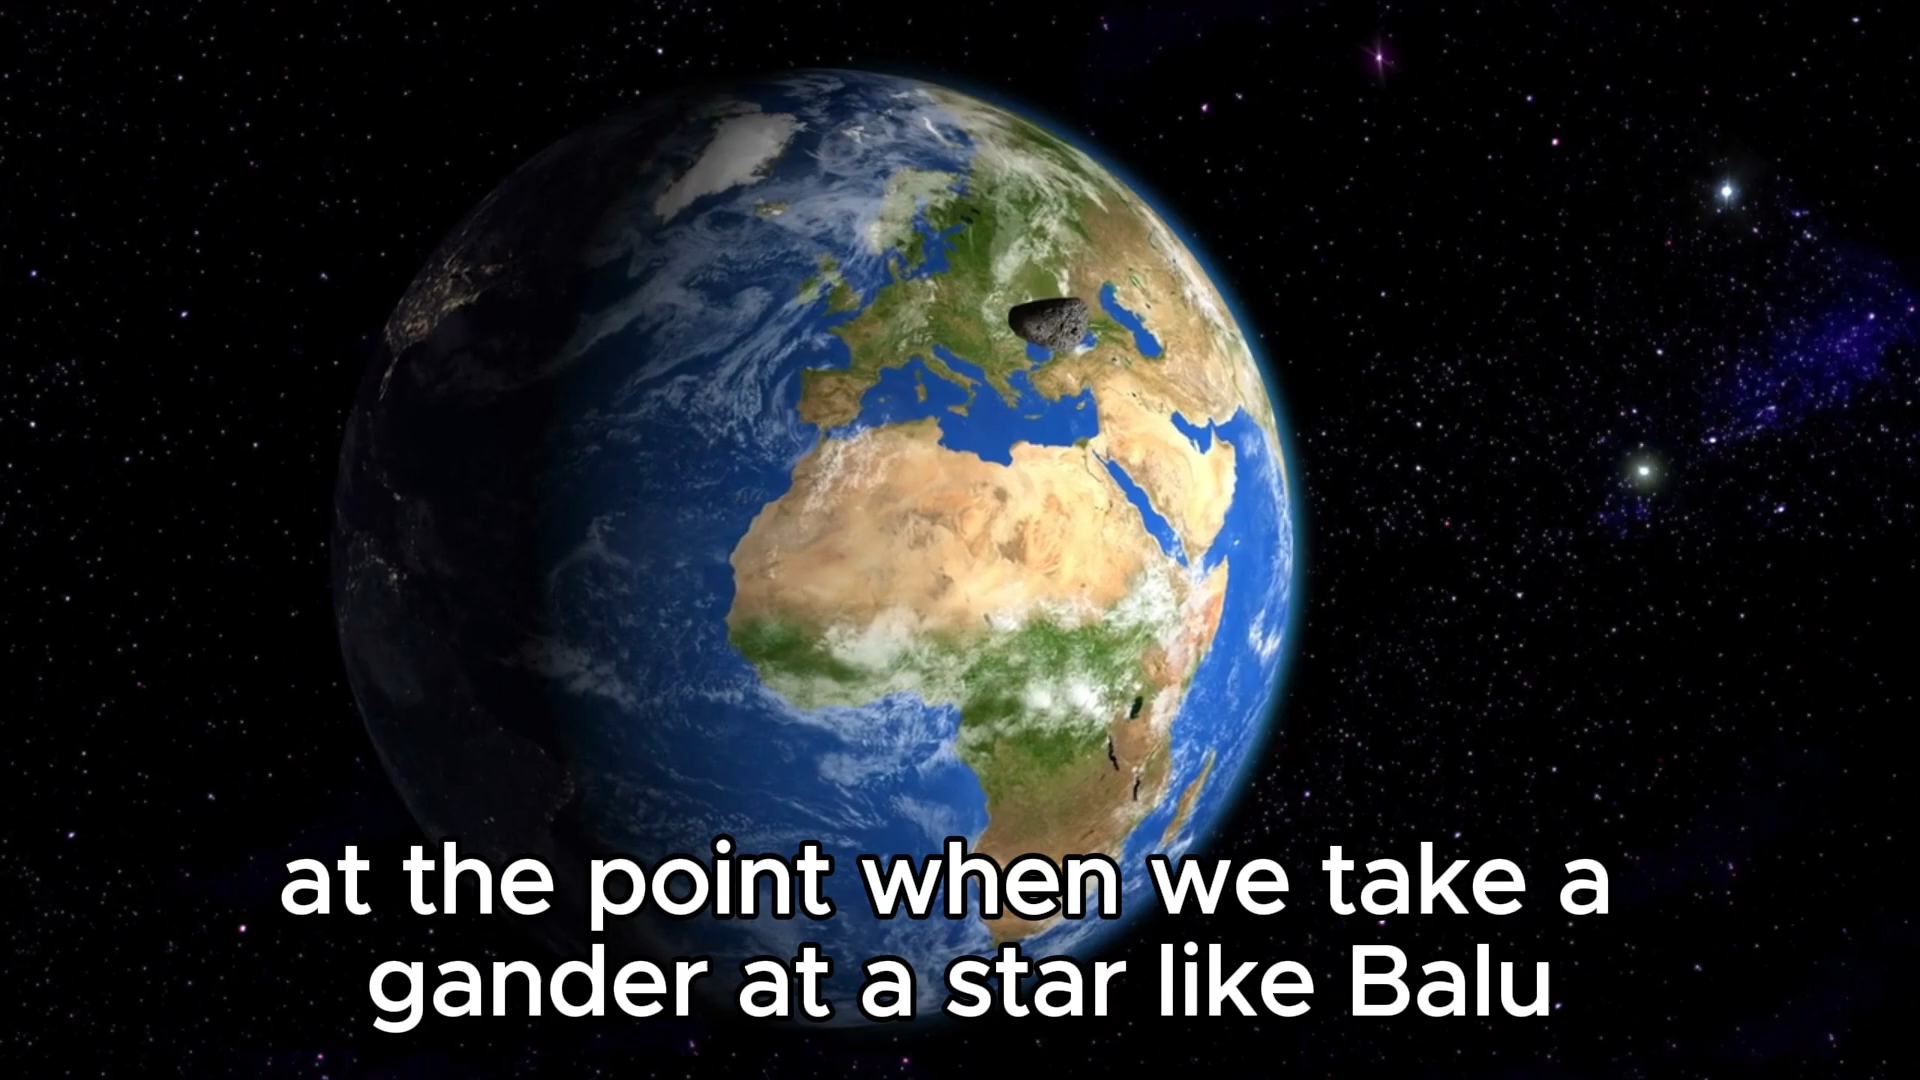 at the point when we take a
gander at a star like Balu